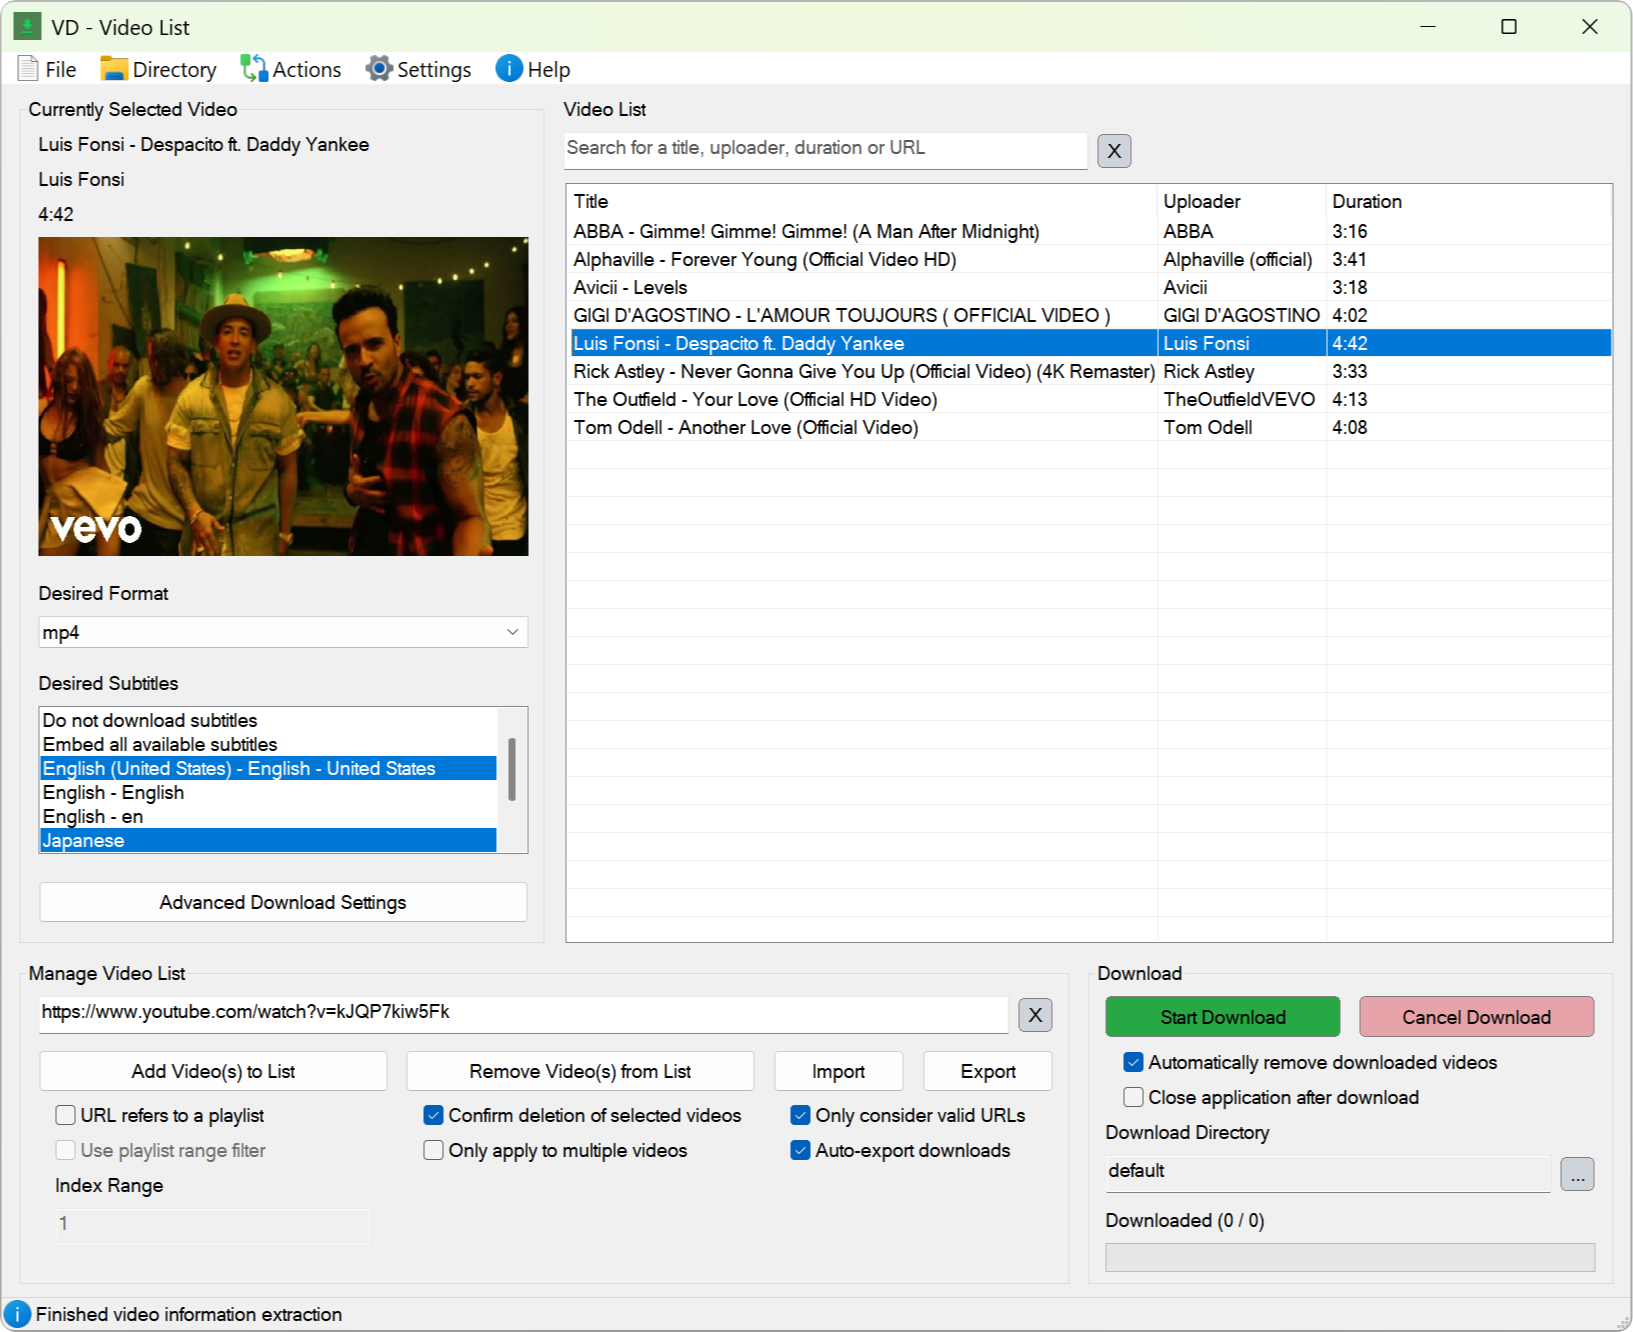 VD - Video List
File Directory Actions Settings Help
Currently Selected Video
Luis Fonsi - Despacito ft. Daddy Yankee
Luis Fonsi
4:42
vevo
Desired Format
mp4
Desired Subtitles
Do not download subtitles
Embed all available subtitles
English (United States) - English - United States
English - English
English - en
Japanese
Advanced Download Settings
Video List
Search for a title, uploader, duration or URL X
Title Uploader Duration
ABBA - Gimme! Gimme! Gimme! (A Man After Midnight) ABBA 3:16
Alphaville - Forever Young (Official Video HD) Alphaville (official) 3:41
Avicii - Levels Avicii 3:18
GIGI D'AGOSTINO - L'AMOUR TOUJOURS ( OFFICIAL VIDEO ) GIGI D'AGOSTINO 4:02
Luis Fonsi - Despacito ft. Daddy Yankee Luis Fonsi 4:42
Rick Astley - Never Gonna Give You Up (Official Video) (4K Remaster) Rick Astley 3:33
The Outfield - Your Love (Official HD Video) TheOutfieldVEVO 4:13
Tom Odell - Another Love (Official Video) Tom Odell 4:08
Manage Video List
https://www.youtube.com/watch?v=kJQP7kiw5Fk X
Add Video(s) to List Remove Video(s) from List Import Export
URL refers to a playlist Confirm deletion of selected videos Only consider valid URLs
Use playlist range filter Only apply to multiple videos Auto-export downloads
Index Range
1
Download
Start Download Cancel Download
Automatically remove downloaded videos
Close application after download
Download Directory
default ...
Downloaded (0 / 0)
Finished video information extraction